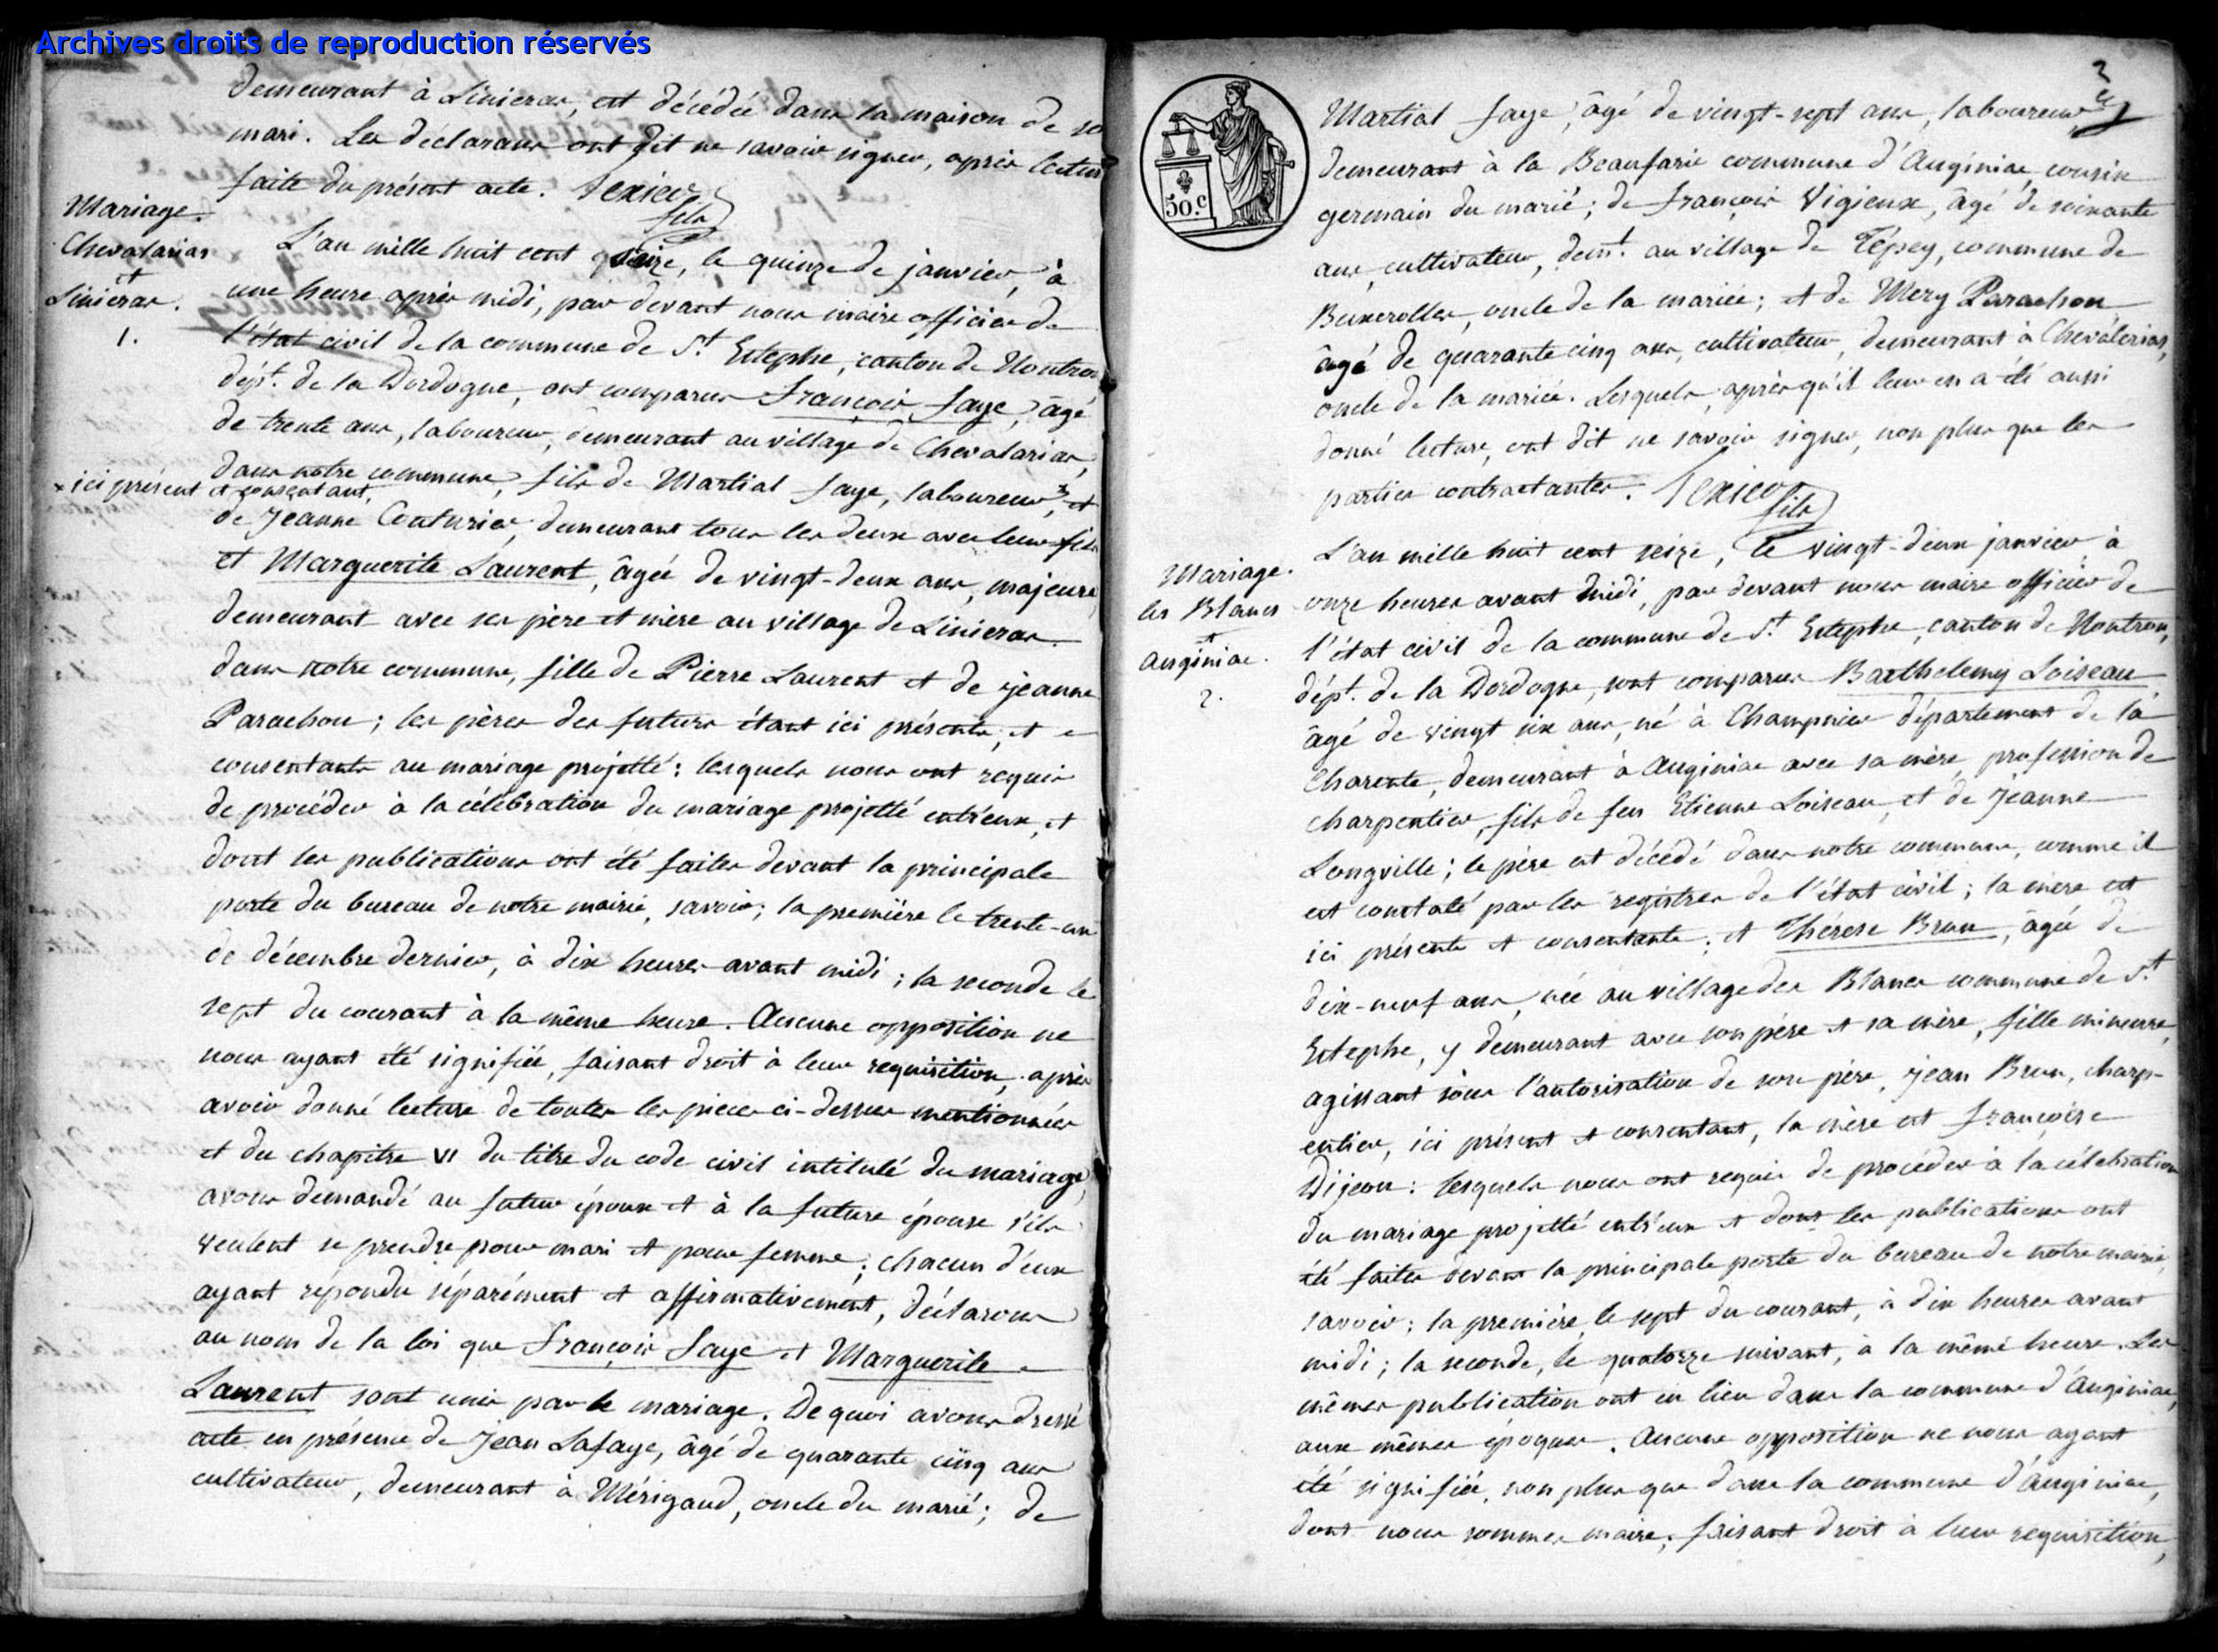 Archives droits de reproduction réservés
demeurant à Linieras, est décédée dans la maison de so
mari. Les déclarans ont dit ne savoir signer, après lectur
faite du présent acte. Texier
fils
Mariage.
Chevalarias
et
Linieras.
1.
L'an mille huit cent seize, le quinze de janvier, à
une heure après midi, par devant nous maire officier de
l'état civil de la commune de St. Estephe, canton de Nontron
dépt. de la Dordogne, ont comparus François Faye, âgé
de trente ans, laboureur, demeurant au village de Chevalarias,
dans notre commune, fils de Martial Faye, laboureur, et
× ici présent et consentant,
de Jeanne Couturier, demeurant tous les deux avec leur fils
et Marguerite Laurent, âgée de vingt-deux ans, majeure,
demeurant avec ses père et mère au village de Linieras
dans notre commune, fille de Pierre Laurent et de jeanne
Parachou; les pères des futurs étant ici présents, et
consentants au mariage projetté: lesquels nous ont requis
de procéder à la célébration du mariage projetté entr'eux, et
dont les publications ont été faites devant la principale
porte du bureau de notre mairie, savoir; la première le trente-un
de décembre dernier, à dix heures avant midi; la seconde le
sept du courant à la même heure. Aucune opposition ne
nous ayant été signifiée, faisant droit à leur requisition, après
avoir donné lecture de toutes les pieces ci-dessus mentionnées
et du chapitre VI du titre du code civil intitulé du mariage,
avons demandé au futur époux et à la future épouse s'ils
veulent se prendre pour mari et pour femme; chacun d'eux
ayant répondu séparément et affirmativement, déclarons
au nom de la loi que François Faye et Marguerite
Laurent sont unis par le mariage. De quoi avons dressé
acte en présence de Jean Lafaye, âgé de quarante cinq ans
cultivateur, demeurant à Mérigaud, oncle du marié; de
50.c
Martial Faye, âgé de vingt-sept ans, laboureur
demeurant à la Beaufarie commune d'Auginiac, cousin
germain du marié; de François Vigieux, âgé de soixante
ans, cultivateur, demt. au village de Tépey, commune de
Buxerolles, oncle de la mariée; et de Mery Parachou,
âgé de quarante cinq ans, cultivateur, demeurant à Chevalerias,
oncle de la mariée. Lesquels, après qu'il leur en a été aussi
donné lecture, ont dit ne savoir signer, non plus que les
parties contractantes. Texier
fils
Mariage.
les Blancs
et
Auginiac.
2.
L'an mille huit cent seize, le vingt-deux janvier à
onze heures avant midi, par devant nous maire officier de
l'état civil de la commune de St. Estephe, canton de Nontron,
dépt. de la Dordogne, sont comparus Barthelemy Loiseau
âgé de vingt six ans, né à Champnier département de la
Charente, demeurant à Auginiac avec sa mère, profession de
charpentier, fils de feu Etienne Loiseau, et de Jeanne
Longville; le père est décédé dans notre commune, comme il
est constaté par les registres de l'état civil; la mère est
ici présente et consentante; et Thérese Brun, âgée de
dix-neuf ans, née au village des Blancs commune de St.
Estephe, y demeurant avec son père et sa mère, fille mineure,
agissant sous l'autorisation de son père, jean Brun, charp-
entier, ici présent et consentant, la mère est françoise
Dijeou: lesquels nous ont requis de procéder à la célébration
du mariage projetté entr'eux et dont les publications ont
été faites devant la principale porte du bureau de notre mairie,
savoir; la première, le sept du courant, à dix heures avant
midi; la seconde, le quatorze suivant, à la même heure. Les
mêmes publication ont eu lieu dans la commune d'Auginiac,
aux mêmes époques. Aucune opposition ne nous ayant
été signifiée, non plus que dans la commune d'Auginiac,
dont nous sommes maire; faisant droit à leur requisition,